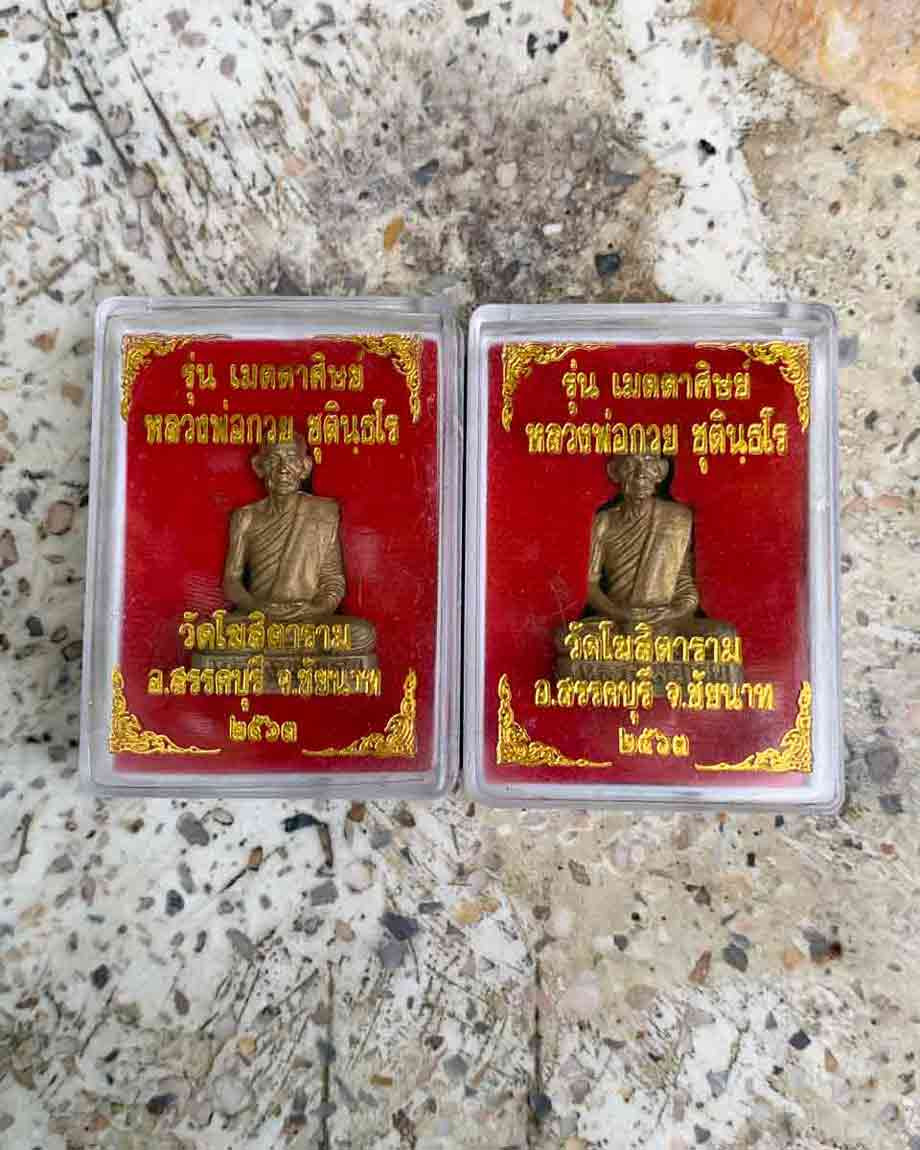 รุ่น เมตตาศิษย์
หลวงพ่อกวย ชุตินฺธโร
วัดโฆสิตาราม
อ.สรรคบุรี จ.ชัยนาท
๒๕๖๓
รุ่น เมตตาศิษย์
หลวงพ่อกวย ชุตินฺธโร
วัดโฆสิตาราม
อ.สรรคบุรี จ.ชัยนาท
๒๕๖๓